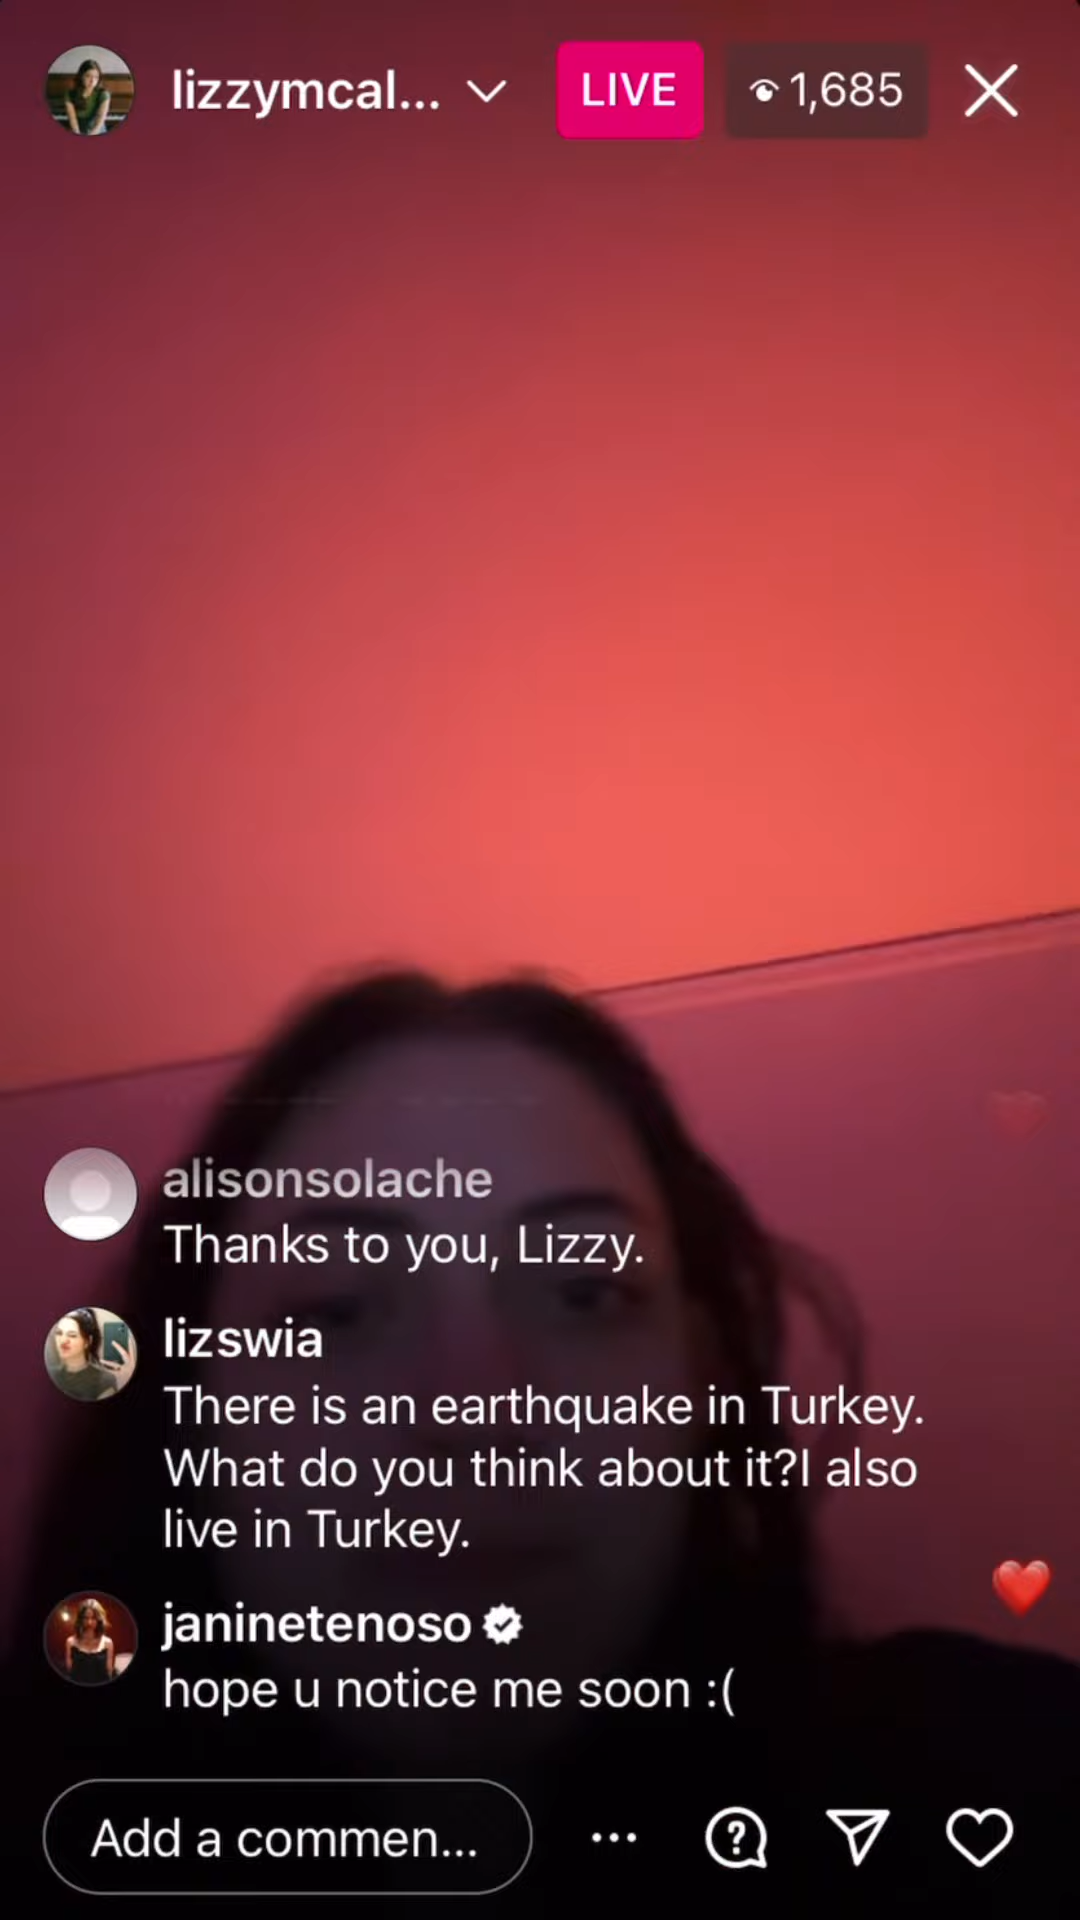 lizzymcal...
LIVE
1,685
alisonsolache
Thanks to you, Lizzy.
lizswia
There is an earthquake in Turkey.
What do you think about it?I also
live in Turkey.
janinetenoso
hope u notice me soon :(
Add a commen...